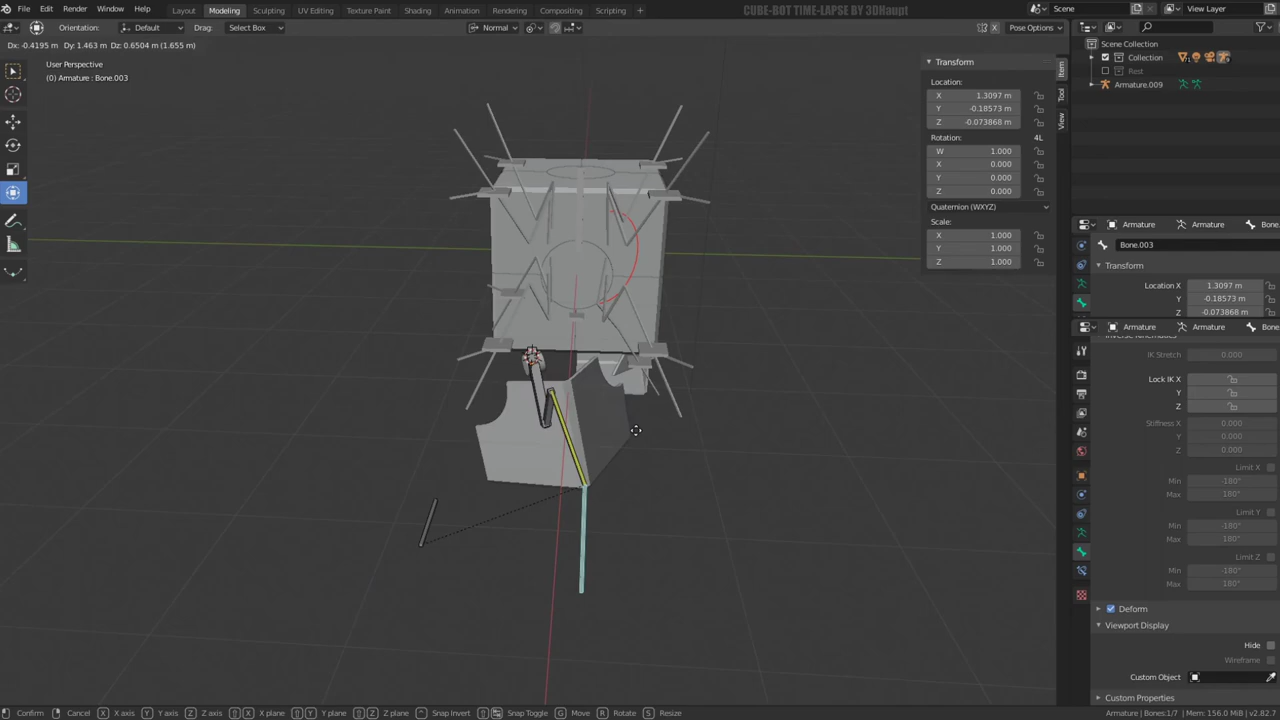 File Edit Render Window Help Layout Modeling Sculpting UV Editing Texture Paint Shading Animation Rendering Compositing Scripting CUBE-BOT TIME-LAPSE BY 3DHaupt Scene View Layer
Orientation: Default Drag: Select Box Normal X Pose Options
Dx: -0.4195 m Dy: 1.463 m Dz: 0.6504 m (1.655 m)
User Perspective
(0) Armature : Bone.003
Transform
Location:
X 1.3097 m
Y -0.18573 m
Z -0.073868 m
Rotation: 4L
W 1.000
X 0.000
Y 0.000
Z 0.000
Quaternion (WXYZ)
Scale:
X 1.000
Y 1.000
Z 1.000
Item
Tool
View
Scene Collection
Collection
Rest
Armature.009
Armature Armature Bone.
Bone.003
Transform
Location X 1.3097 m
Y -0.18573 m
Z -0.073868 m
Armature Armature Bone
Inverse Kinematics
IK Stretch 0.000
Lock IK X
Y
Z
Stiffness X 0.000
Y 0.000
Z 0.000
Limit X
Min -180°
Max 180°
Limit Y
Min -180°
Max 180°
Limit Z
Min -180°
Max 180°
Deform
Viewport Display
Hide
Wireframe
Custom Object
Custom Properties
Confirm Cancel X X axis Y Y axis Z Z axis X X plane Y Y plane Z Z plane Snap Invert Snap Toggle G Move R Rotate S Resize
Armature | Bones:1/7 | Mem: 156.0 MiB | v2.82.7